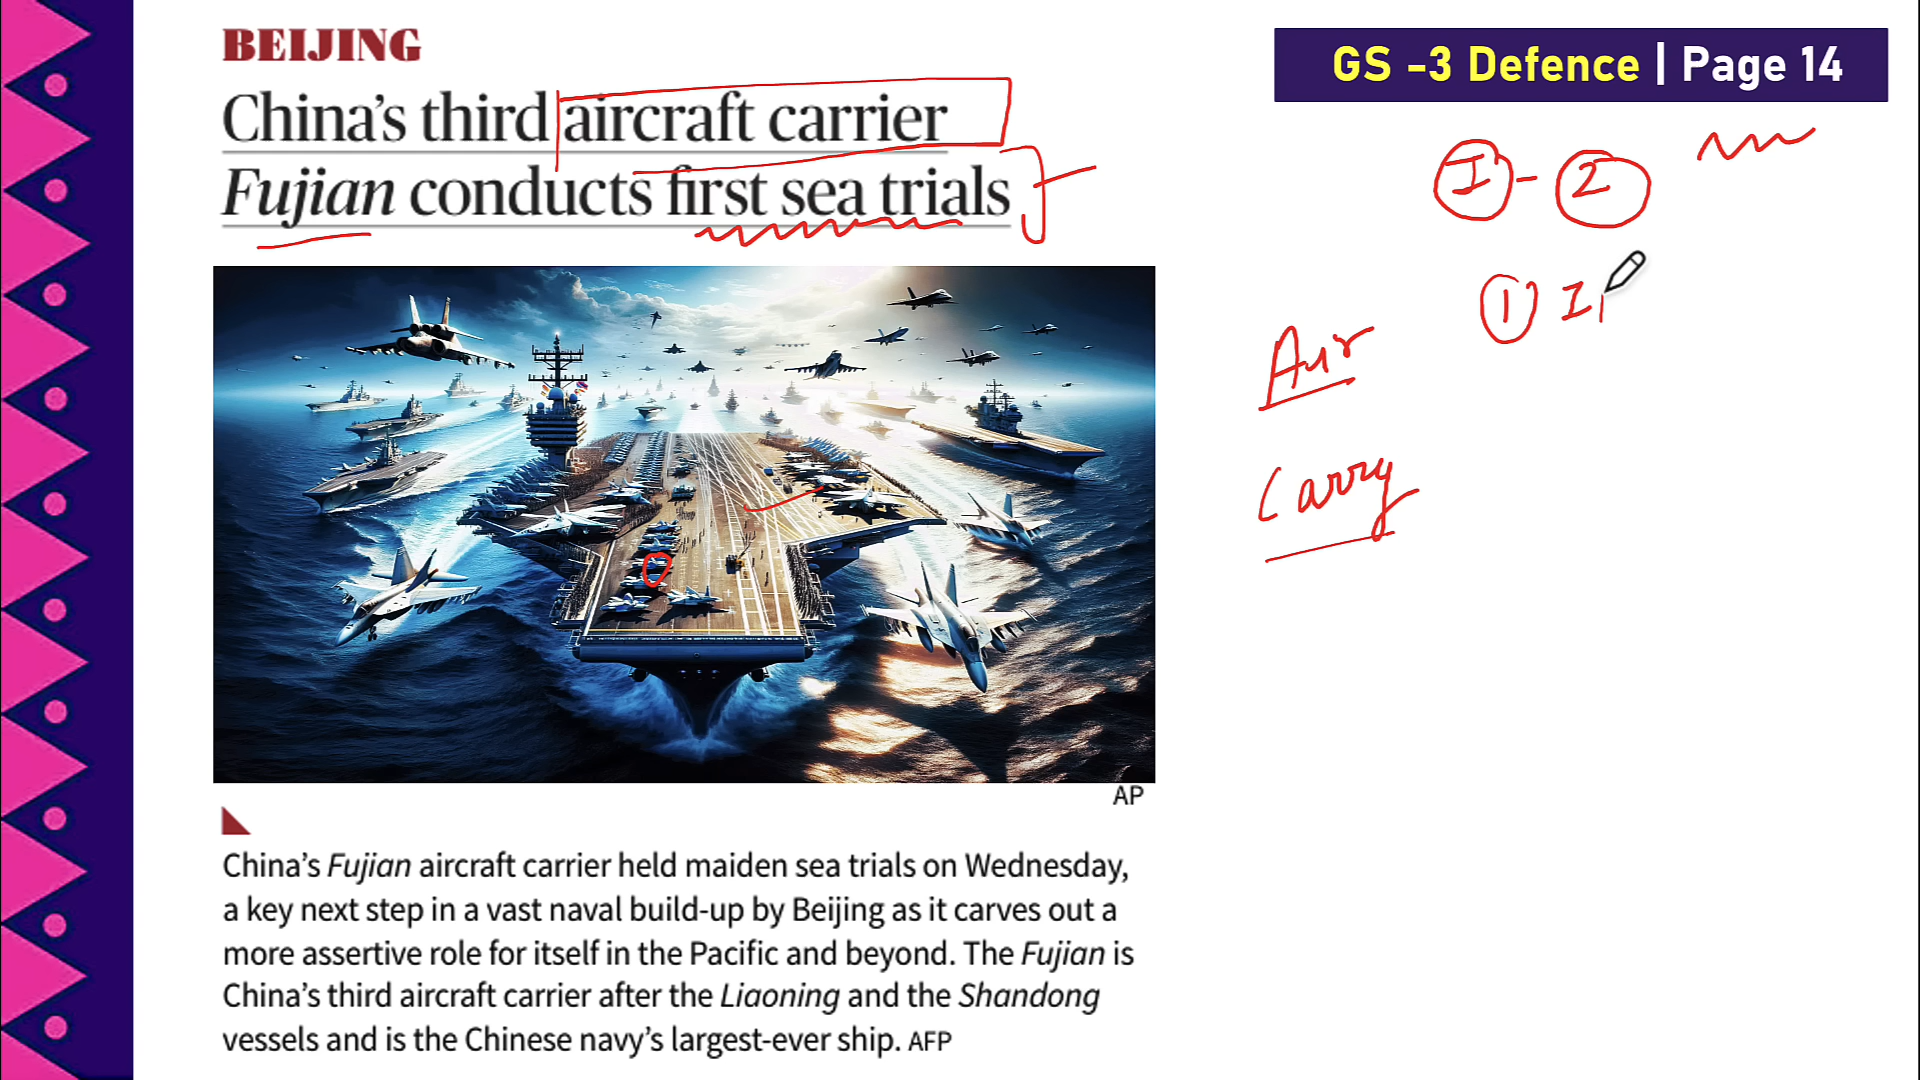 BEIJING
China's third aircraft carrier
Fujian conducts first sea trials
AP
China's Fujian aircraft carrier held maiden sea trials on Wednesday,
a key next step in a vast naval build-up by Beijing as it carves out a
more assertive role for itself in the Pacific and beyond. The Fujian is
China's third aircraft carrier after the Liaoning and the Shandong
vessels and is the Chinese navy's largest-ever ship. AFP
GS -3 Defence | Page 14
I - 2
1 I
Air
Carry